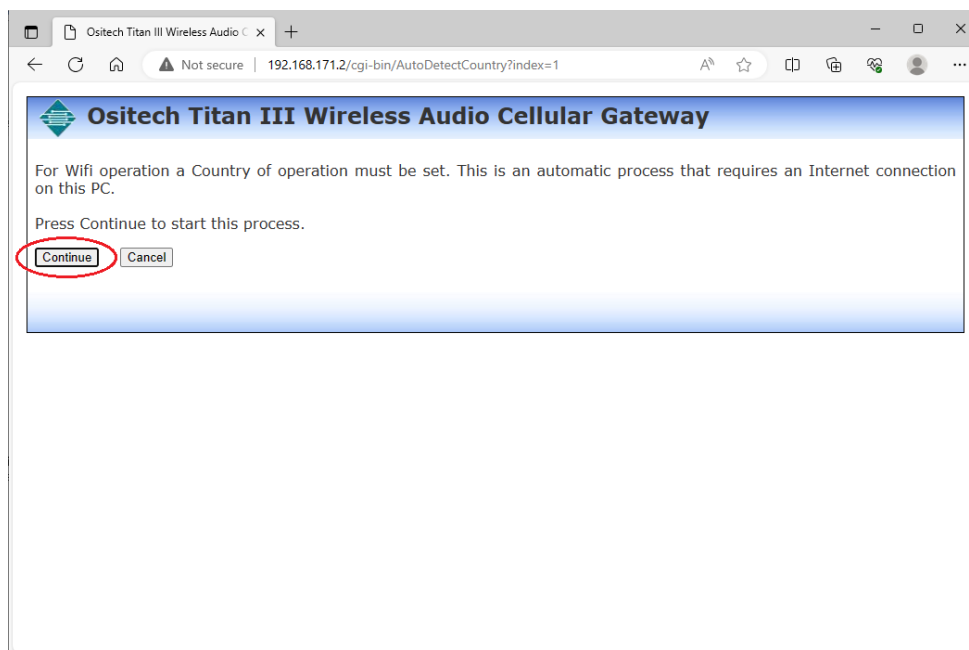 Ositech Titan III Wireless Audio C
Not secure | 192.168.171.2/cgi-bin/AutoDetectCountry?index=1
Ositech Titan III Wireless Audio Cellular Gateway
For Wifi operation a Country of operation must be set. This is an automatic process that requires an Internet connection
on this PC.
Press Continue to start this process.
Continue Cancel